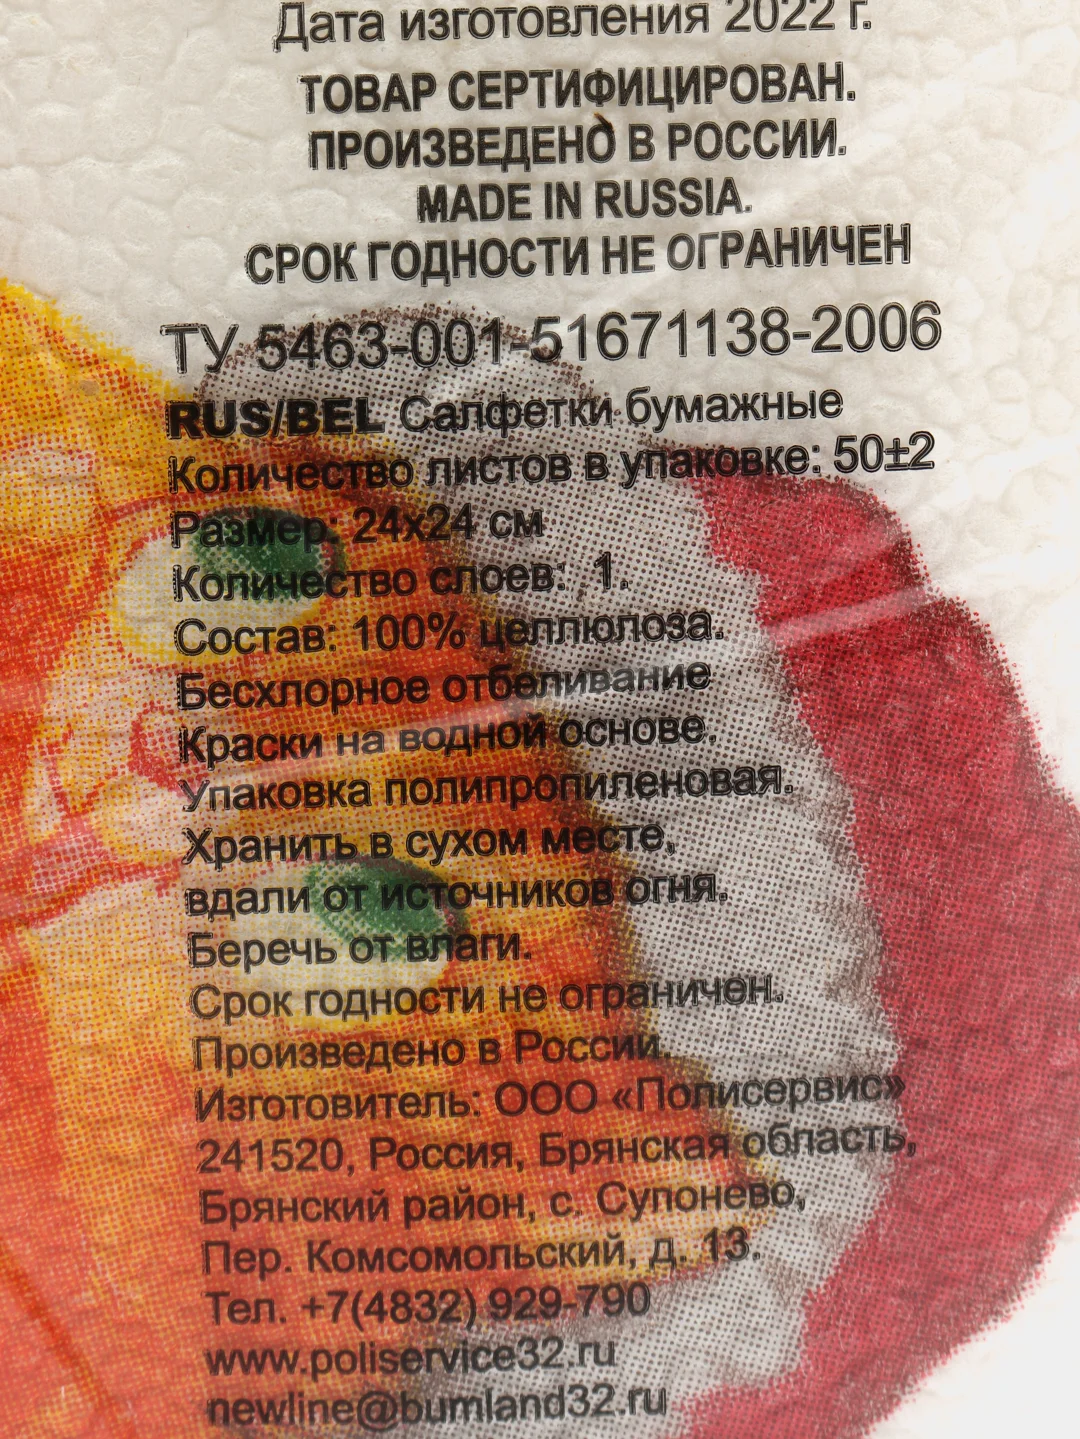 Дата изготовления 2022 г.
ТОВАР СЕРТИФИЦИРОВАН.
ПРОИЗВЕДЕНО В РОССИИ.
MADE IN RUSSIA.
СРОК ГОДНОСТИ НЕ ОГРАНИЧЕН
ТУ 5463-001-51671138-2006
RUS/BEL Салфетки бумажные
Количество листов в упаковке: 50±2
Размер: 24х24 см
Количество слоев: 1.
Состав: 100% целлюлоза.
Бесхлорное отбеливание
Краски на водной основе.
Упаковка полипропиленовая.
Хранить в сухом месте,
вдали от источников огня.
Беречь от влаги.
Срок годности не ограничен.
Произведено в России.
Изготовитель: ООО «Полисервис»
241520, Россия, Брянская область,
Брянский район, с. Супонево,
Пер. Комсомольский, д. 13.
Тел. +7(4832) 929-790
www.poliservice32.ru
newline@bumland32.ru